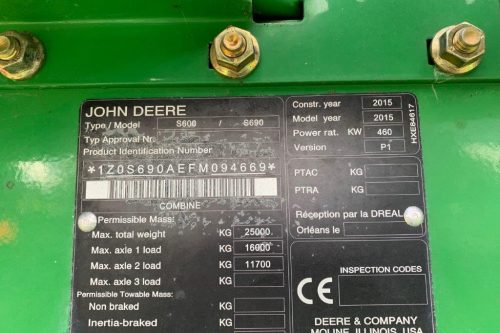 JOHN DEERE
Type / Model S600 / S690
Typ Approval Nr.
Product Identification Number
*1Z0S690AEFM094669*
COMBINE
Permissible Mass:
Max. total weight KG 25000
Max. axle 1 load KG 16000
Max. axle 2 load KG 11700
Max. axle 3 load KG
Permissible Towable Mass:
Non braked KG
Inertia-braked KG
Constr. year 2015
Model year 2015
Power rat. KW 460
Version P1
PTAC KG
PTRA KG
Réception par la DREAL
Orléans le
CE INSPECTION CODES
DEERE & COMPANY
MOLINE, ILLINOIS, USA
HXE84617